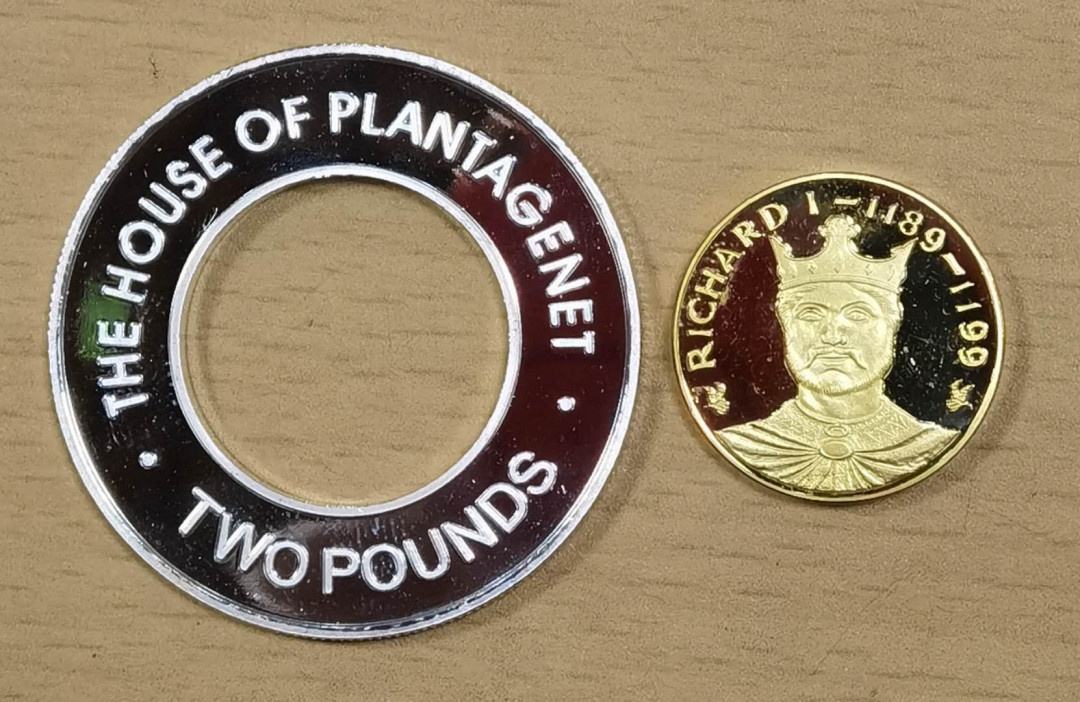 THE HOUSE OF PLANTAGENET
TWO POUNDS
RICHARD I-1189-1199